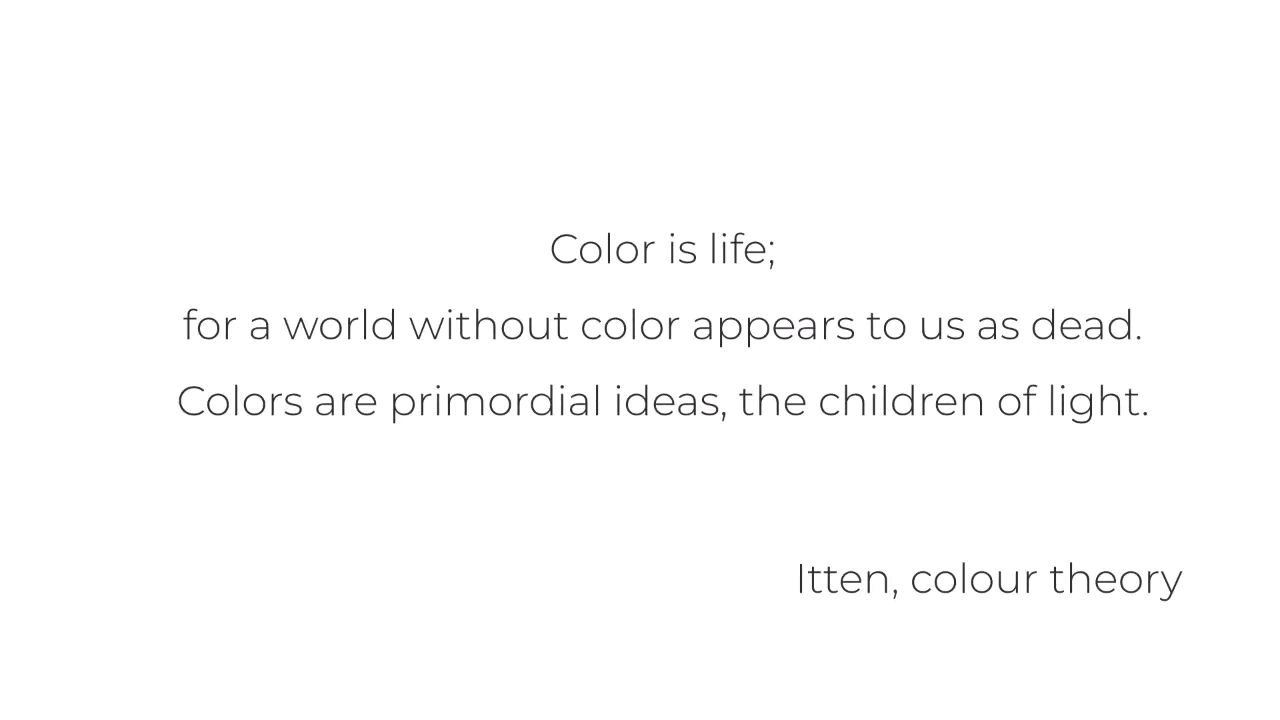 Color is life;
for a world without color appears to us as dead.
Colors are primordial ideas, the children of light.
Itten, colour theory